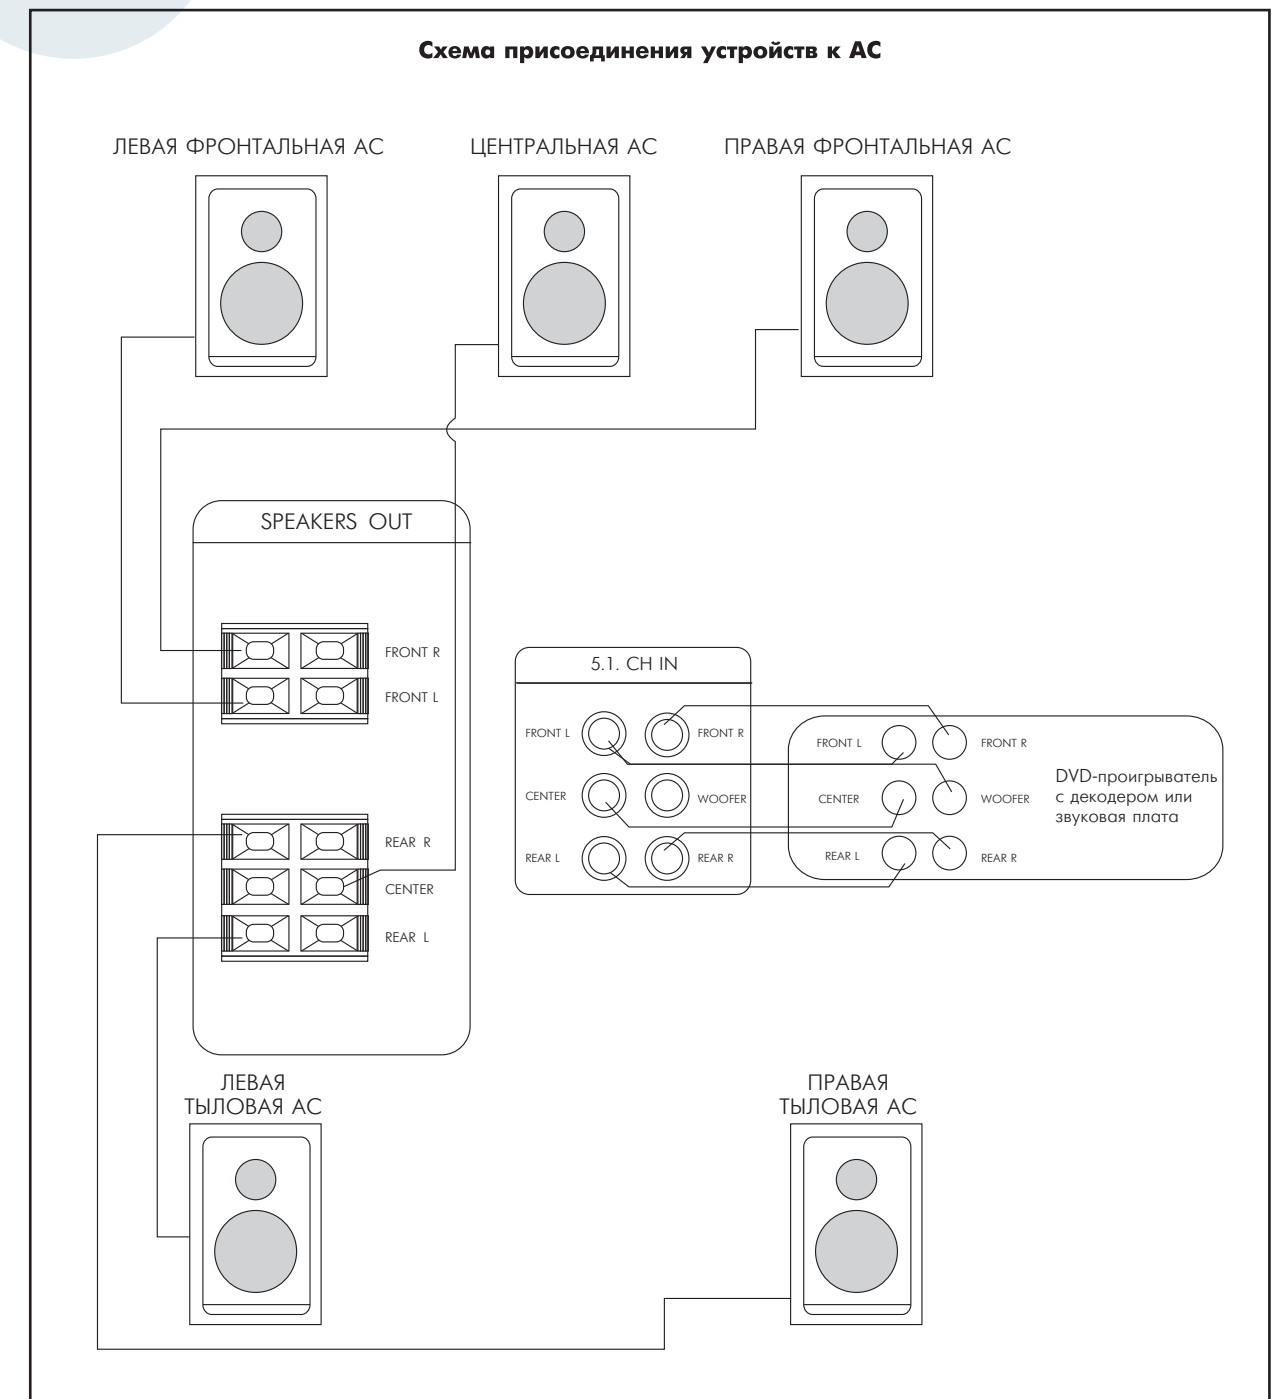 Схема присоединения устройств к АС
ЛЕВАЯ ФРОНТАЛЬНАЯ АС
ЦЕНТРАЛЬНАЯ АС
ПРАВАЯ ФРОНТАЛЬНАЯ АС
SPEAKERS OUT
FRONT R
FRONT L
REAR R
CENTER
REAR L
5.1. CH IN
FRONT L
FRONT R
CENTER
WOOFER
REAR L
REAR R
FRONT L
FRONT R
CENTER
WOOFER
REAR L
REAR R
DVD-проигрыватель
с декодером или
звуковая плата
ЛЕВАЯ
ТЫЛОВАЯ АС
ПРАВАЯ
ТЫЛОВАЯ АС